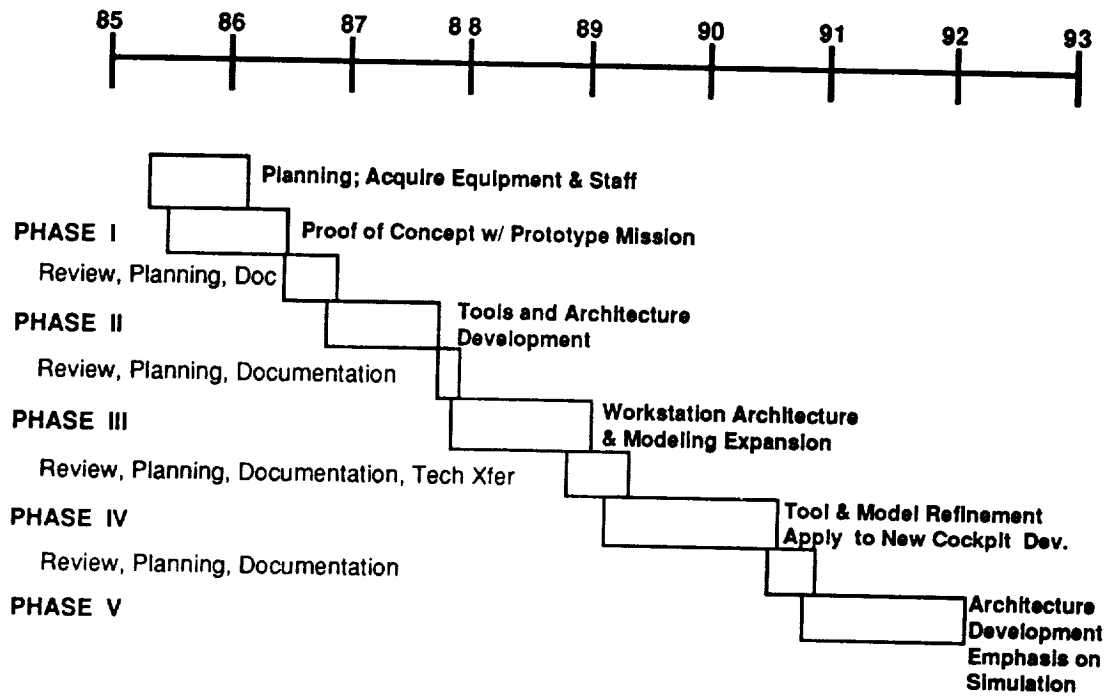 85 86 87 8 8 89 90 91 92 93
Planning; Acquire Equipment & Staff
PHASE I
Proof of Concept w/ Prototype Mission
Review, Planning, Doc
PHASE II
Tools and Architecture
Development
Review, Planning, Documentation
PHASE III
Workstation Architecture
& Modeling Expansion
Review, Planning, Documentation, Tech Xfer
PHASE IV
Tool & Model Refinement
Apply to New Cockpit Dev.
Review, Planning, Documentation
PHASE V
Architecture
Development
Emphasis on
Simulation